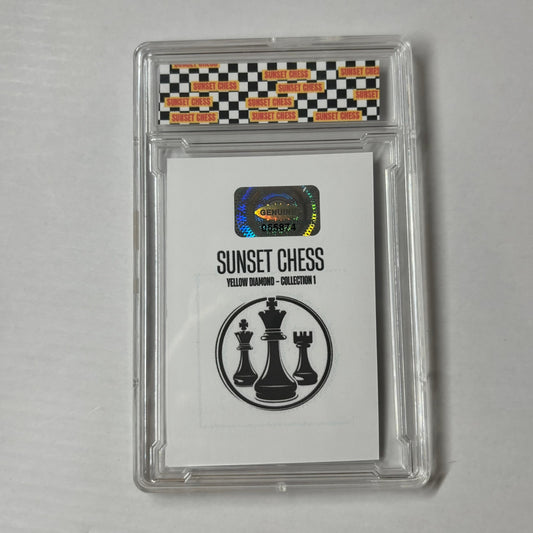 SUNSET CHESS
SUNSET CHESS SUNSET CHESS
SUNSET CHESS SUNSET CHESS
SUNSET CHESS SUNSET CHESS SUNSET
SUNSET CHESS SUNSET CHESS
GENUINE
055874
SUNSET CHESS
YELLOW DIAMOND - COLLECTION 1